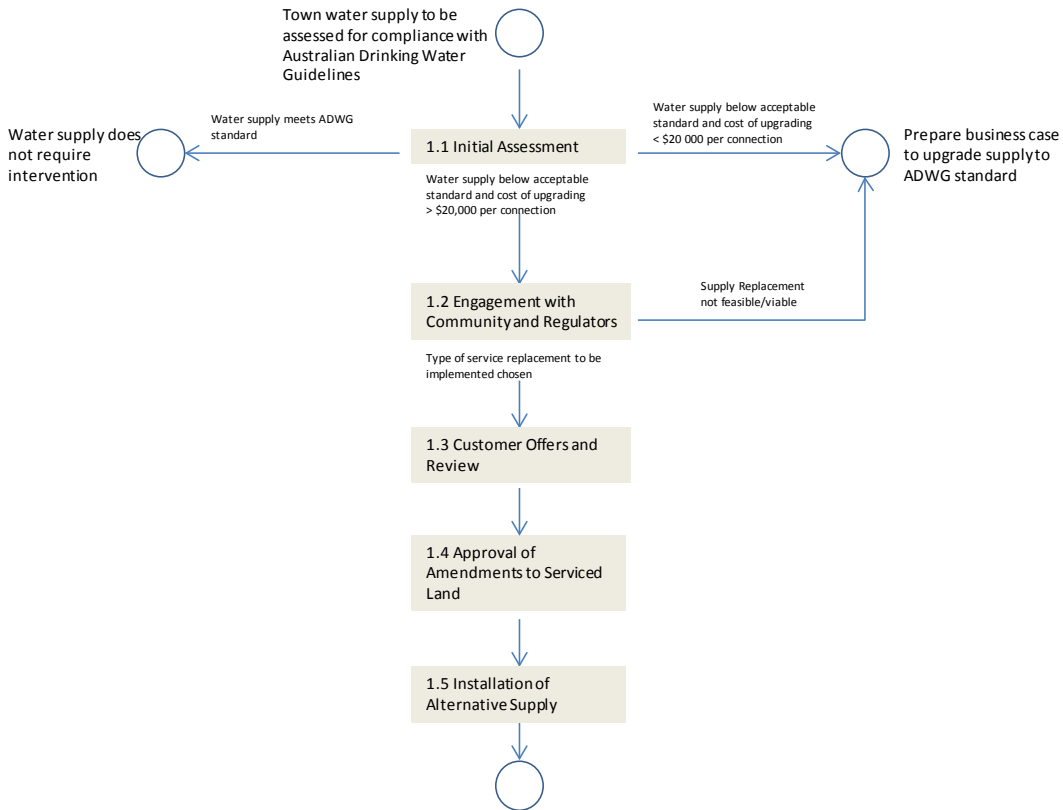 Town water supply to be
assessed for compliance with
Australian Drinking Water
Guidelines
Water supply does
not require
intervention
Water supply meets ADWG
standard
1.1 Initial Assessment
Water supply below acceptable
standard and cost of upgrading
< $20 000 per connection
Prepare business case
to upgrade supply to
ADWG standard
Water supply below acceptable
standard and cost of upgrading
> $20,000 per connection
1.2 Engagement with
Community and Regulators
Supply Replacement
not feasible/viable
Type of service replacement to be
implemented chosen
1.3 Customer Offers and
Review
1.4 Approval of
Amendments to Serviced
Land
1.5 Installation of
Alternative Supply